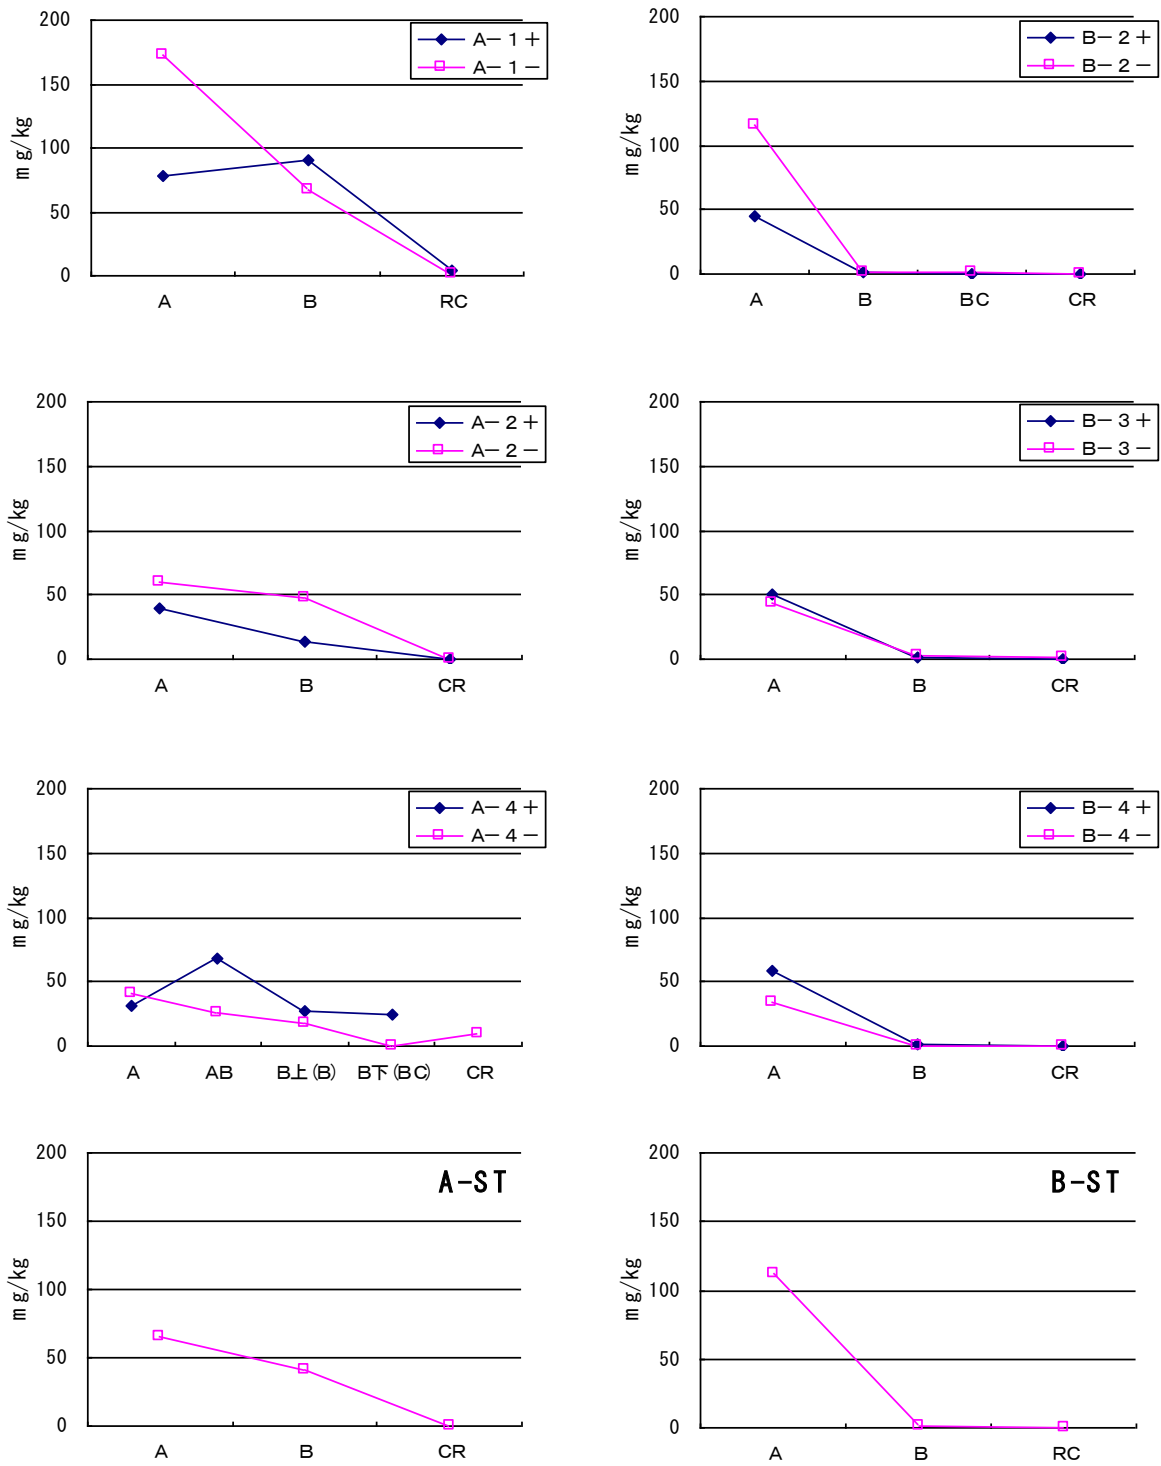 200
150
100
50
0
mg/kg
A-1+
A-1-
A B RC
200
150
100
50
0
mg/kg
B-2+
B-2-
A B BC CR
200
150
100
50
0
mg/kg
A-2+
A-2-
A B CR
200
150
100
50
0
mg/kg
B-3+
B-3-
A B CR
200
150
100
50
0
mg/kg
A-4+
A-4-
A AB B上(B) B下(BC) CR
200
150
100
50
0
mg/kg
B-4+
B-4-
A B CR
200
150
100
50
0
mg/kg
A-ST
A B CR
200
150
100
50
0
mg/kg
B-ST
A B RC